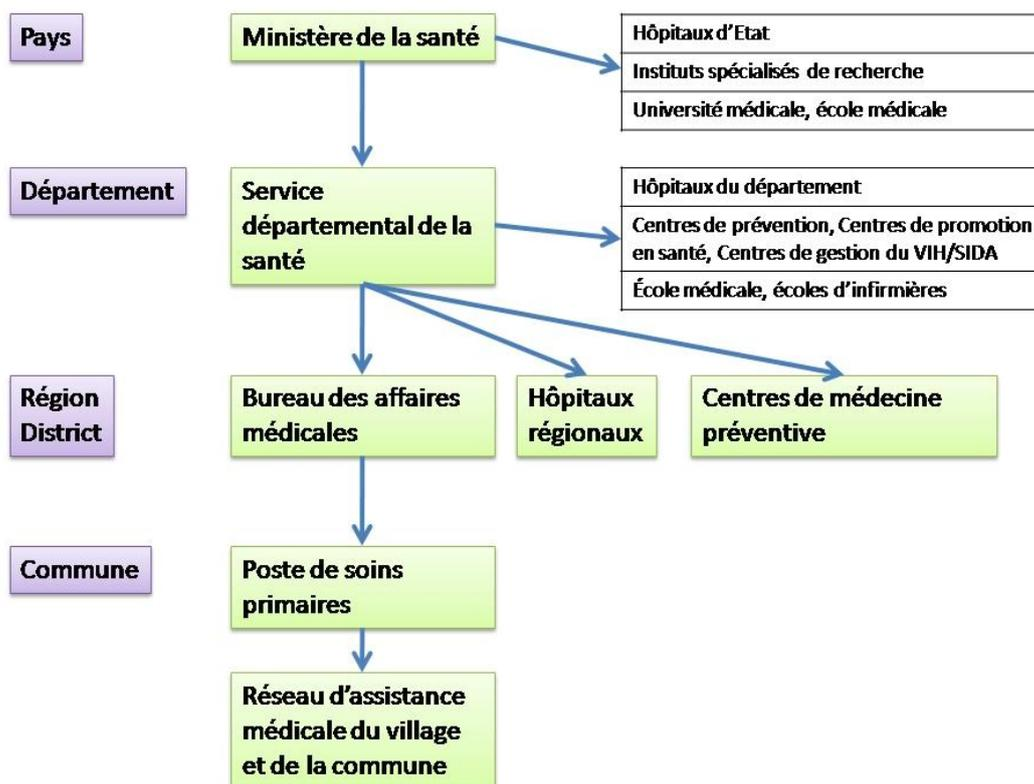 Pays
Ministère de la santé
Hôpitaux d'Etat
Instituts spécialisés de recherche
Université médicale, école médicale
Département
Service
départemental de la
santé
Hôpitaux du département
Centres de prévention, Centres de promotion
en santé, Centres de gestion du VIH/SIDA
École médicale, écoles d'infirmières
Région
District
Bureau des affaires
médicales
Hôpitaux
régionaux
Centres de médecine
préventive
Commune
Poste de soins
primaires
Réseau d'assistance
médicale du village
et de la commune